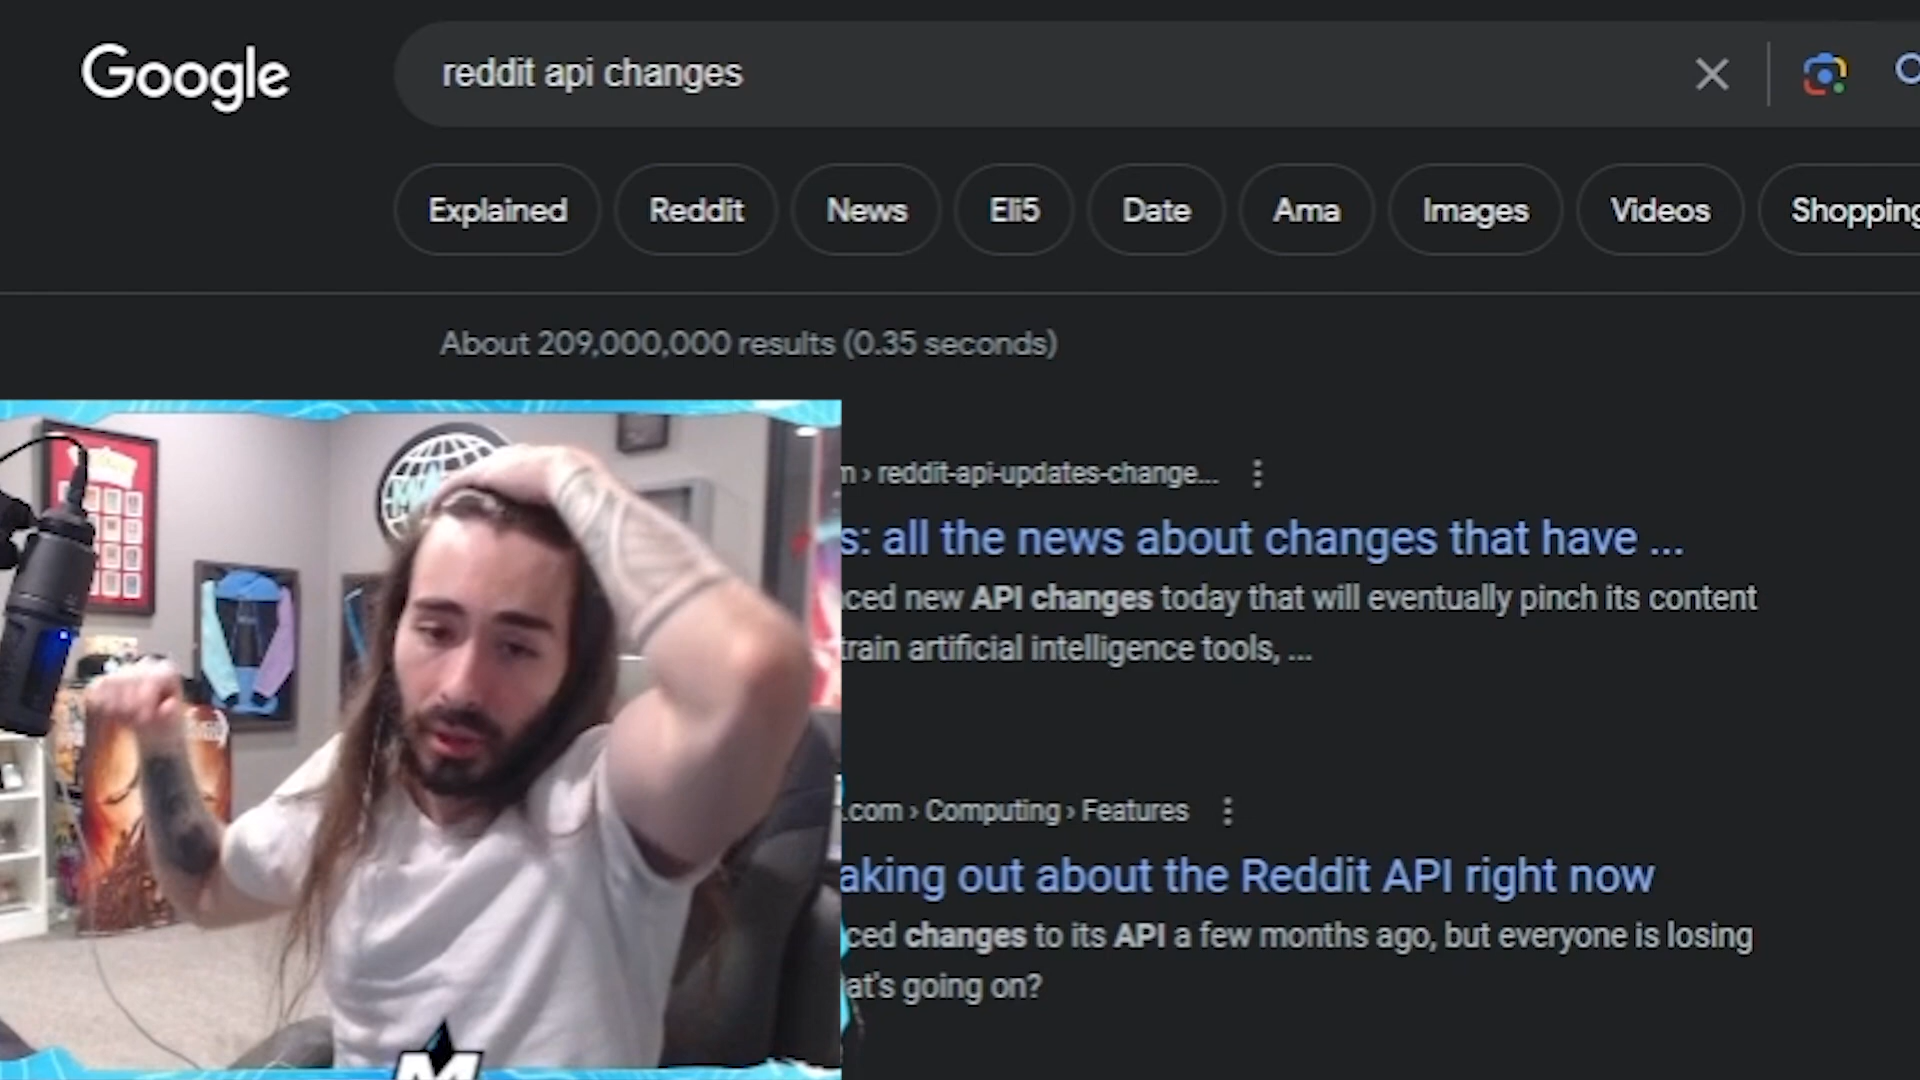 Google
reddit api changes
Explained
Reddit
News
Eli5
Date
Ama
Images
Videos
Shopping
About 209,000,000 results (0.35 seconds)
› reddit-api-updates-change...
s: all the news about changes that have ...
ced new API changes today that will eventually pinch its content
train artificial intelligence tools, ...
.com › Computing › Features
aking out about the Reddit API right now
ced changes to its API a few months ago, but everyone is losing
at's going on?
M